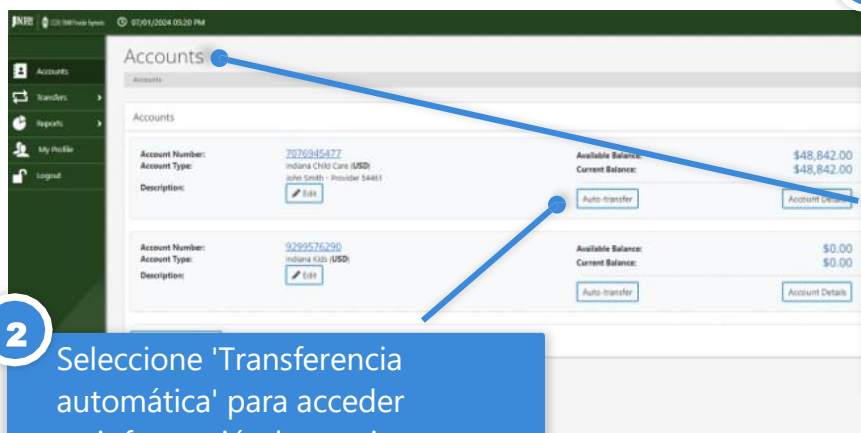 07/01/2024 05:20 PM
Accounts
Accounts
Transfers
Reports
My Profile
Logout
Accounts
Accounts
Account Number: 7076945477
Account Type: Indiana Child Care (USD)
John Smith - Provider 54461
Description: Edit
Available Balance: $48,842.00
Current Balance: $48,842.00
Auto-transfer Account Details
Account Number: 9299576290
Account Type: Indiana Kids (USD)
Description: Edit
Available Balance: $0.00
Current Balance: $0.00
Auto-transfer Account Details
2
Seleccione 'Transferencia
automática' para acceder